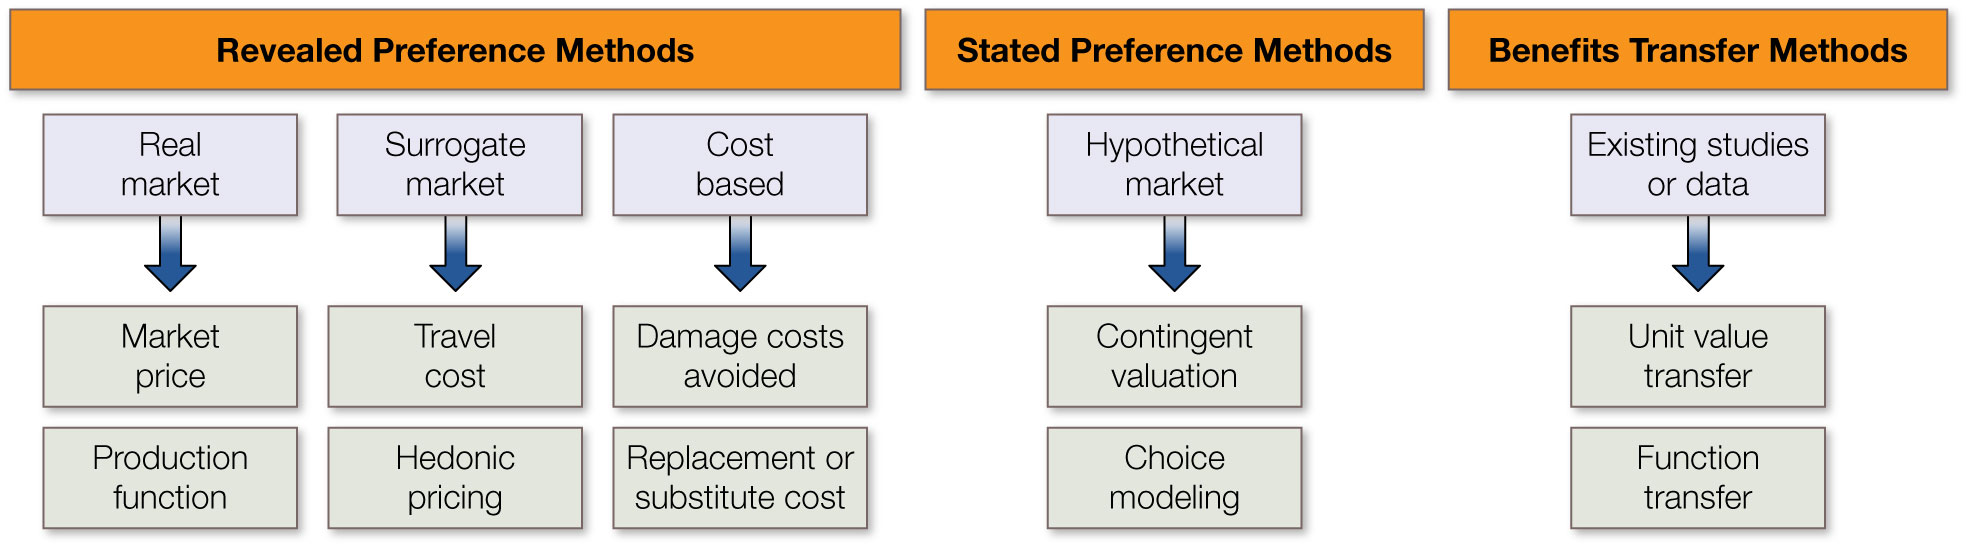 Revealed Preference Methods
Stated Preference Methods
Benefits Transfer Methods
Real
market
Surrogate
market
Cost
based
Hypothetical
market
Existing studies
or data
Market
price
Travel
cost
Damage costs
avoided
Contingent
valuation
Unit value
transfer
Production
function
Hedonic
pricing
Replacement or
substitute cost
Choice
modeling
Function
transfer